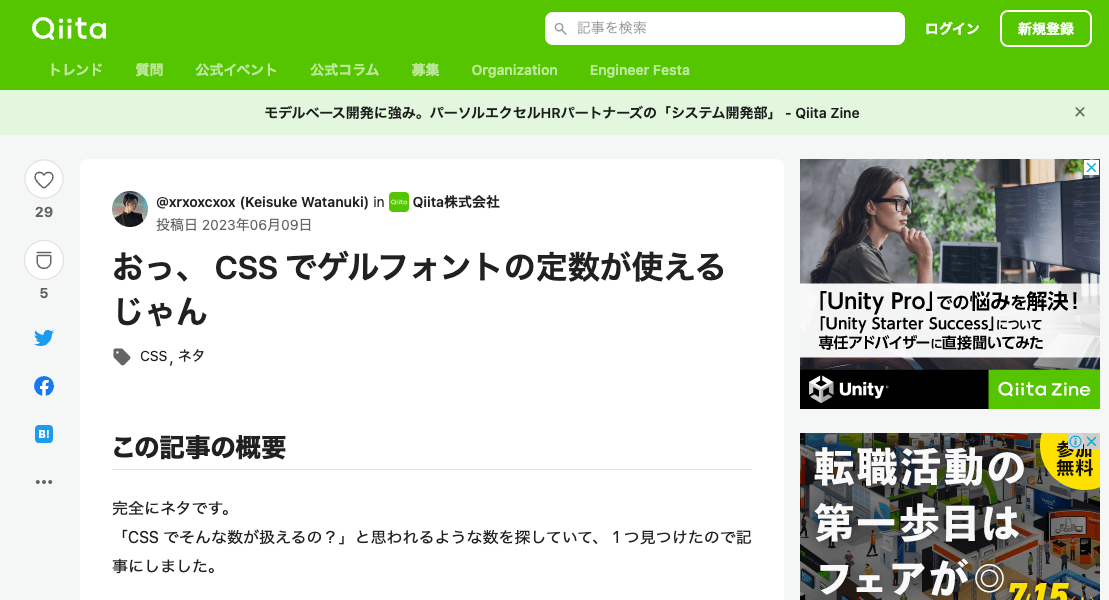 Qiita
記事を検索
ログイン
新規登録
トレンド
質問
公式イベント
公式コラム
募集
Organization
Engineer Festa
モデルベース開発に強み。パーソルエクセルHRパートナーズの「システム開発部」 - Qiita Zine
29
5
B!
@xrxoxcxox (Keisuke Watanuki) in Qiita Qiita株式会社
投稿日 2023年06月09日
おっ、 CSS でゲルフォントの定数が使える
じゃん
CSS, ネタ
この記事の概要
完全にネタです。
「CSS でそんな数が扱えるの？」と思われるような数を探していて、 1 つ見つけたので記
事にしました。
「Unity Pro」での悩みを解決！
「Unity Starter Success」について
専任アドバイザーに直接聞いてみた
Unity
Qiita Zine
参加
無料
転職活動の
第一歩目は
フェアが◎
7/15